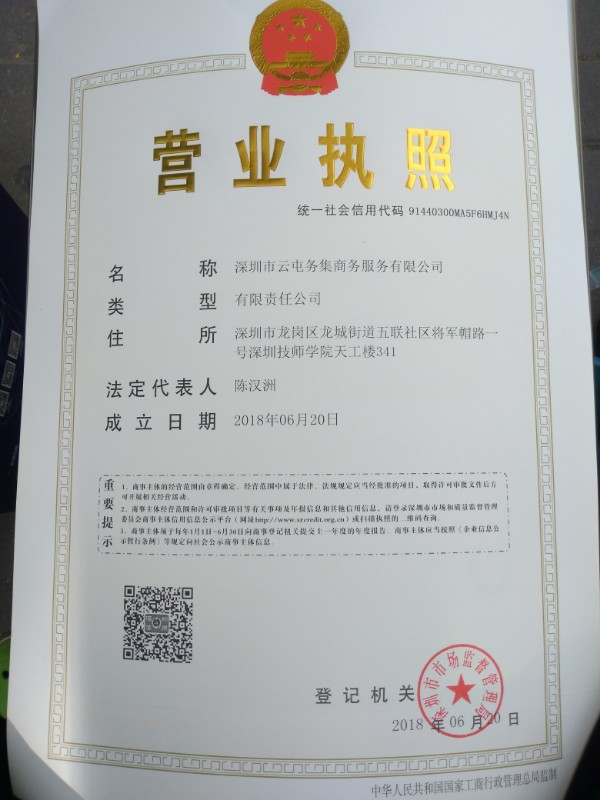 营业执照
统一社会信用代码 91440300MA5F6HMJ4N
名 称 深圳市云屯务集商务服务有限公司
类 型 有限责任公司
住 所 深圳市龙岗区龙城街道五联社区将军帽路一
号深圳技师学院天工楼341
法定代表人 陈汉洲
成立日期 2018年06月20日
重要提示
1、商事主体的经营范围由章程确定。经营范围中属于法律、法规规定应当经批准的项目，取得许可审批文件后方
可开展相关经营活动。
2、商事主体经营范围和许可审批项目等有关事项及年报信息和其他信用信息，请登录深圳市市场和质量监督管理
委员会商事主体信用信息公示平台（网址http://www.szcredit.org.cn）或扫描执照的二维码查询。
3、商事主体须于每年1月1日-6月30日向商事登记机关提交上一年度的年度报告。商事主体应当按照《企业信息公
示暂行条例》等规定向社会公示商事主体信息。
登记机关
深圳市市场监督管理局
2018 年 06 月 20 日
中华人民共和国国家工商行政管理总局监制